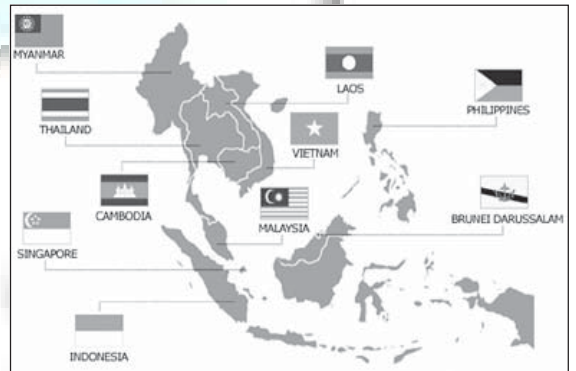 MYANMAR
LAOS
PHILIPPINES
THAILAND
VIETNAM
CAMBODIA
MALAYSIA
BRUNEI DARUSSALAM
SINGAPORE
INDONESIA